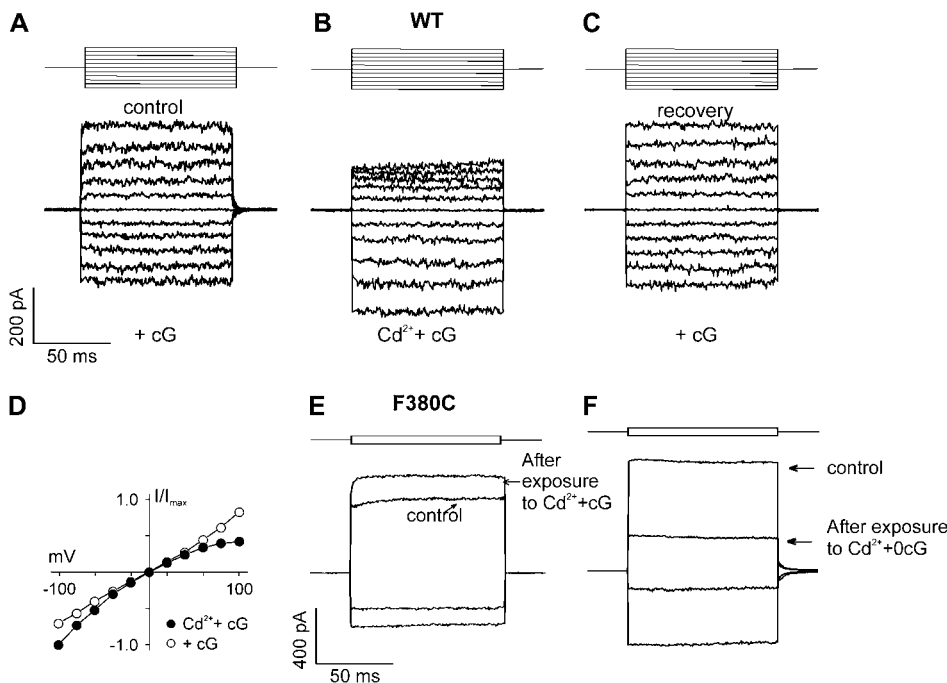 A
B
WT
C
control
recovery
200 pA
50 ms
+ cG
Cd²⁺+ cG
+ cG
D
E
F380C
F
I/Imax
1.0
mV
-100
100
-1.0
Cd²⁺+ cG
+ cG
After
exposure
to Cd²⁺+cG
control
400 pA
50 ms
control
After exposure
to Cd²⁺+0cG